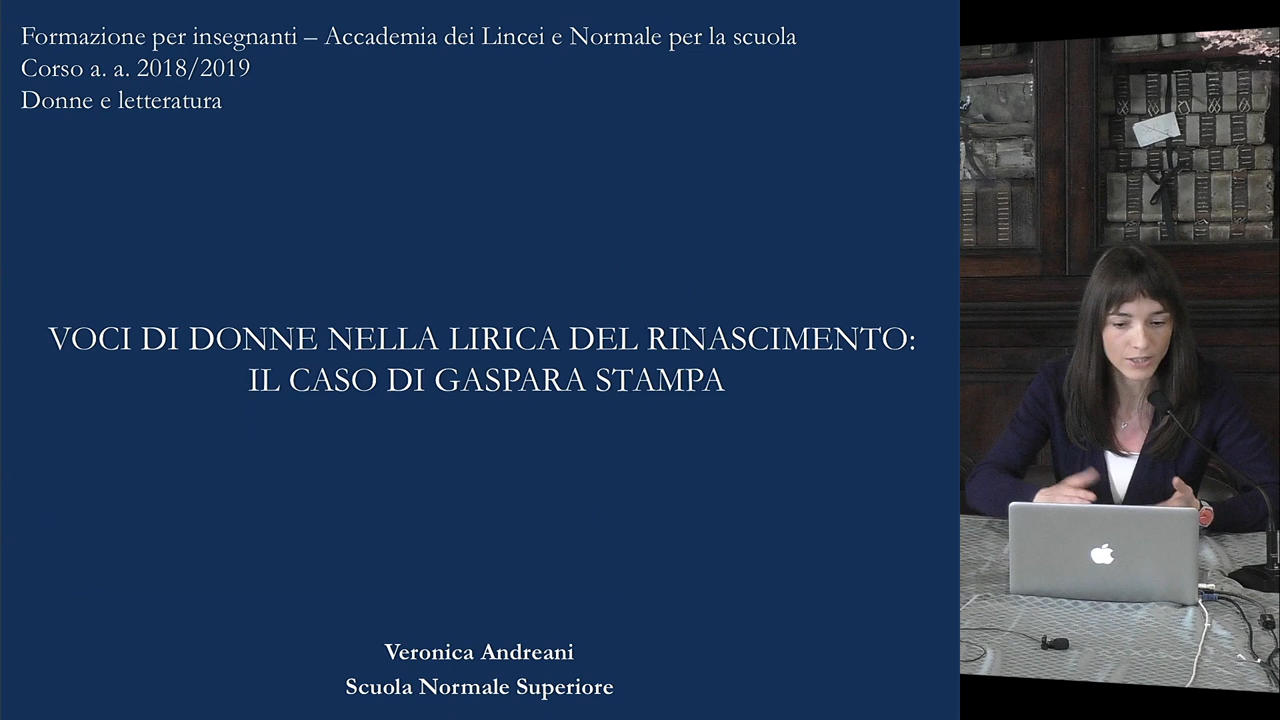 Formazione per insegnanti – Accademia dei Lincei e Normale per la scuola
Corso a. a. 2018/2019
Donne e letteratura
VOCI DI DONNE NELLA LIRICA DEL RINASCIMENTO:
IL CASO DI GASPARA STAMPA
Veronica Andreani
Scuola Normale Superiore